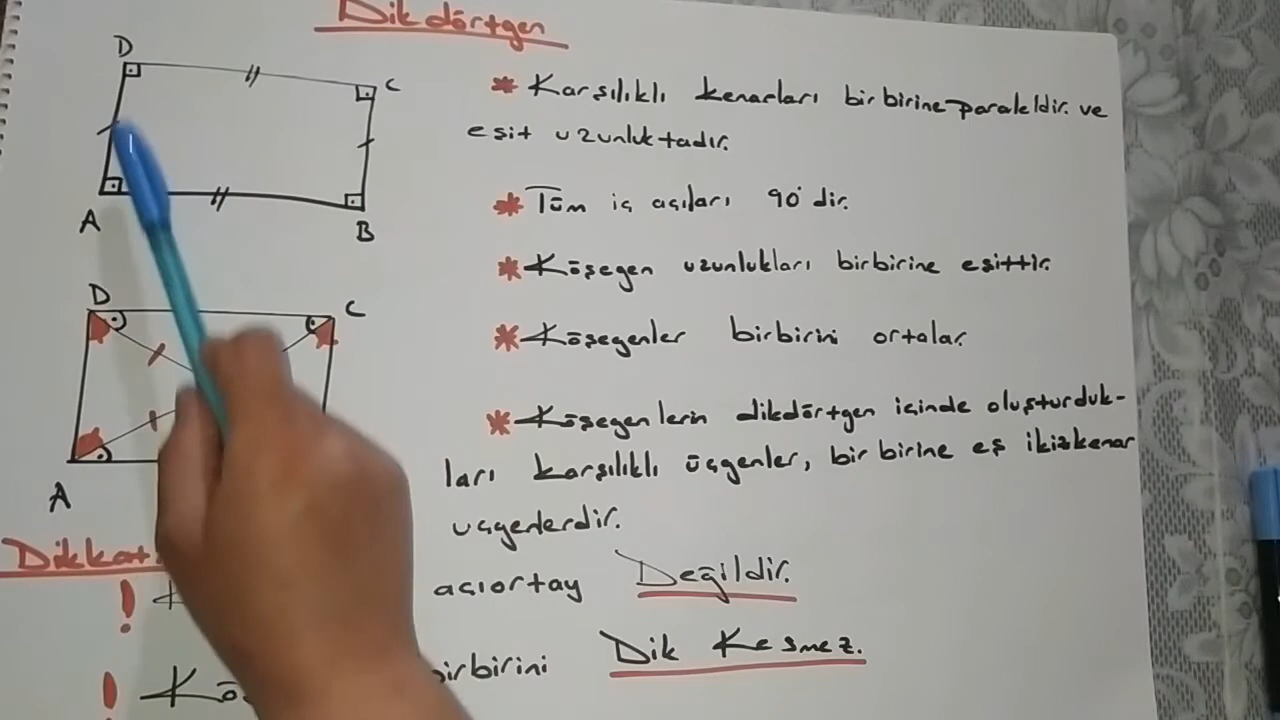 Dikdörtgen
D
C
A
B
* Karşılıklı kenarları birbirine paraleldir. ve
eşit uzunluktadır.
* Tüm iç açıları 90° dir.
* Köşegen uzunlukları birbirine eşittir.
* Köşegenler birbirini ortalar.
* Köşegenlerin dikdörtgen içinde oluşturduk-
ları karşılıklı üçgenler, birbirine eş ikizkenar
üçgenlerdir.
D
C
A
Dikkat
! açıortay Değildir.
! birbirini Dik Kesmez.